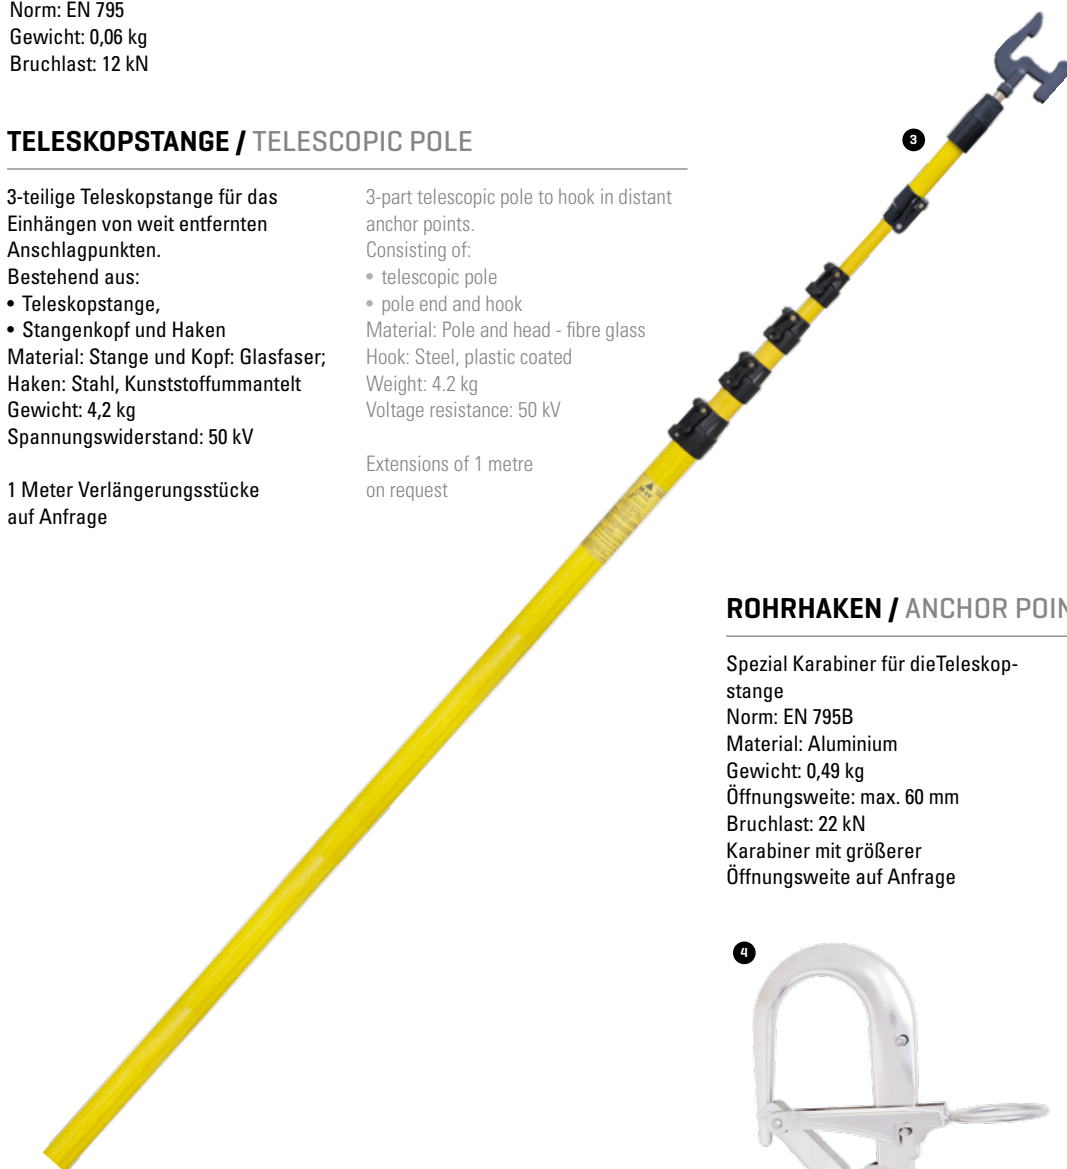 Norm: EN 795
Gewicht: 0,06 kg
Bruchlast: 12 kN
TELESKOPSTANGE / TELESCOPIC POLE
3-teilige Teleskopstange für das
Einhängen von weit entfernten
Anschlagpunkten.
Bestehend aus:
• Teleskopstange,
• Stangenkopf und Haken
Material: Stange und Kopf: Glasfaser;
Haken: Stahl, Kunststoffummantelt
Gewicht: 4,2 kg
Spannungswiderstand: 50 kV
1 Meter Verlängerungsstücke
auf Anfrage
3-part telescopic pole to hook in distant
anchor points.
Consisting of:
• telescopic pole
• pole end and hook
Material: Pole and head - fibre glass
Hook: Steel, plastic coated
Weight: 4.2 kg
Voltage resistance: 50 kV
Extensions of 1 metre
on request
3
ROHRHAKEN / ANCHOR POIN
Spezial Karabiner für dieTeleskop-
stange
Norm: EN 795B
Material: Aluminium
Gewicht: 0,49 kg
Öffnungsweite: max. 60 mm
Bruchlast: 22 kN
Karabiner mit größerer
Öffnungsweite auf Anfrage
4